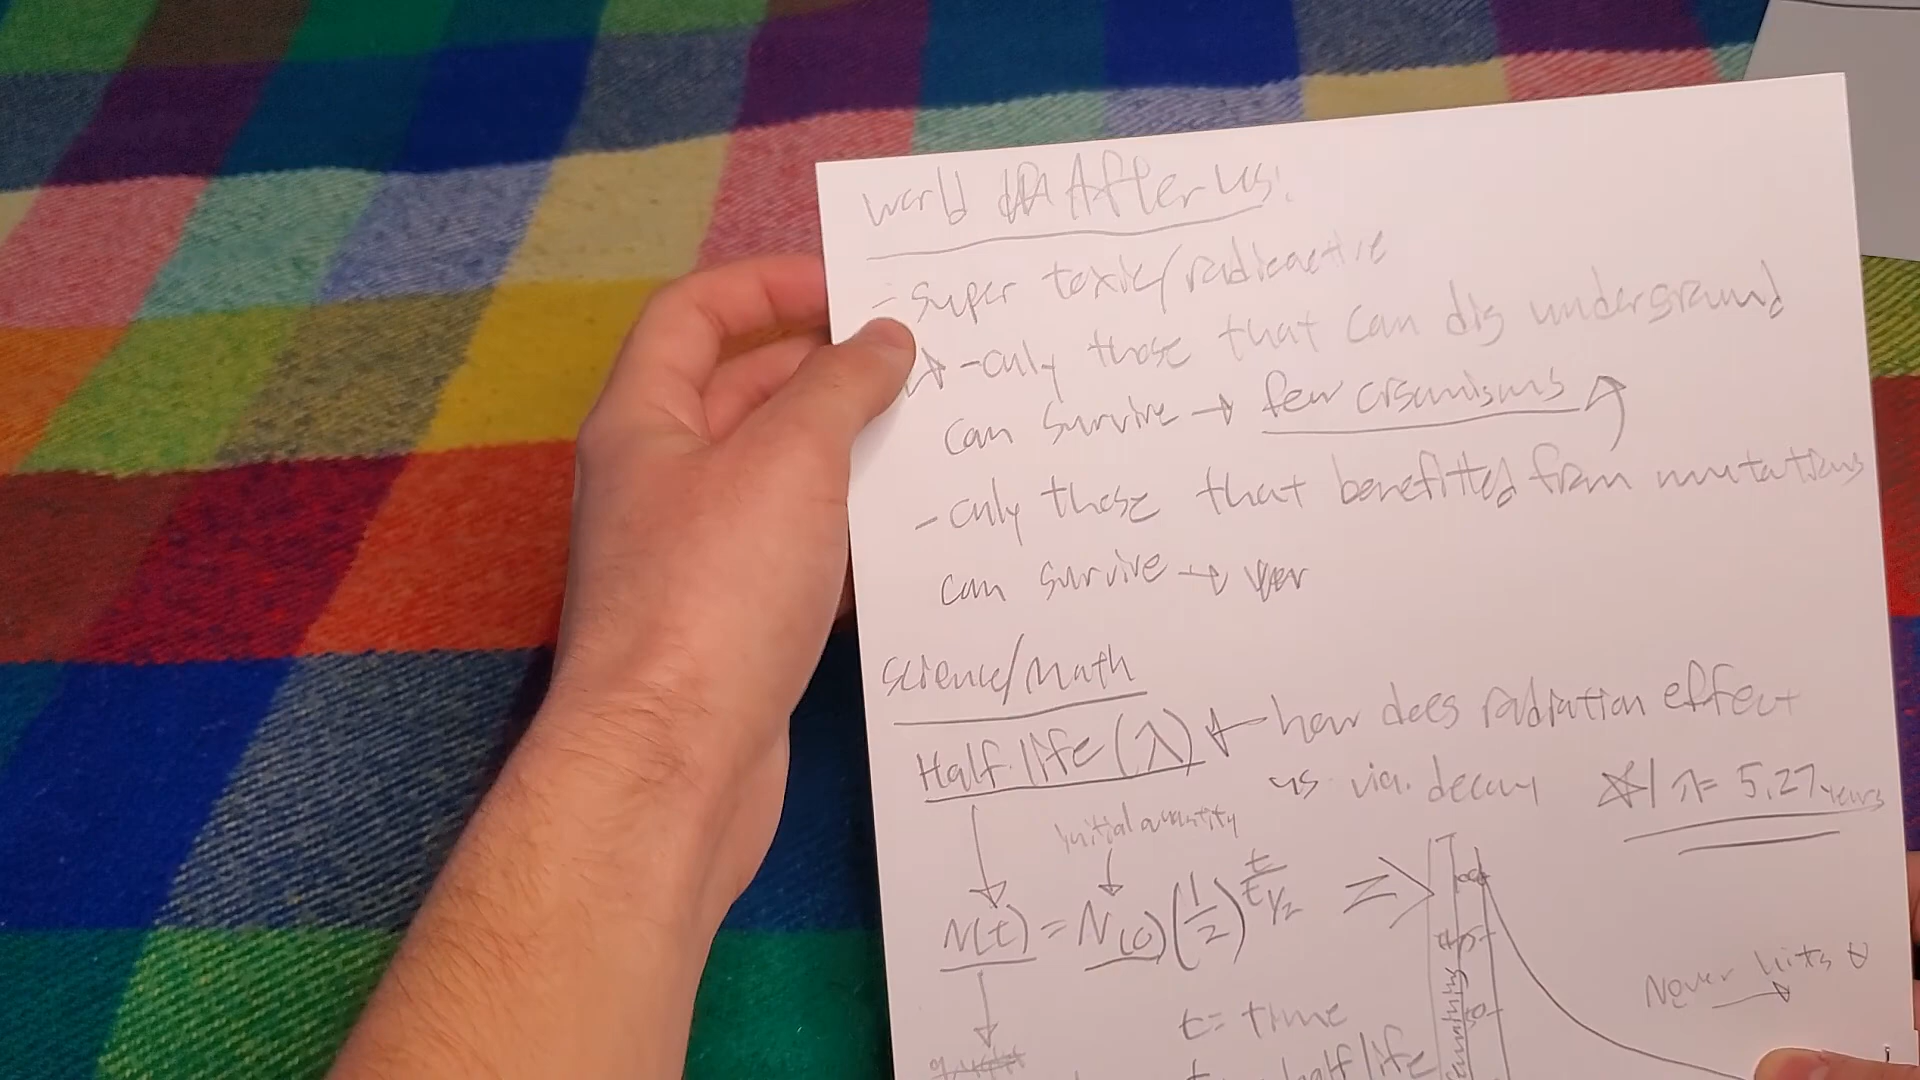 World After Us:
- Super toxic/radioactive
-only those that can dig underground
can survive → few organisms
- only those that benefitted from mutations
can survive → ver
Science/Math
Half-life (λ) ← how does radiation effect
us via. decay
λ = 5.27 years
initial quantity
N(t) = N(0) (1/2)^t/t1/2 =>
Never hits 0
t = time
half life